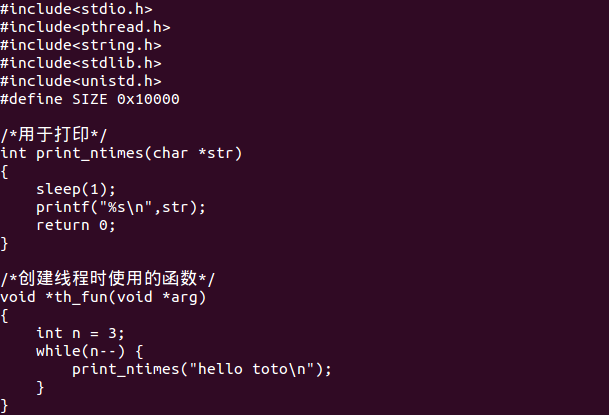 #include<stdio.h>
#include<pthread.h>
#include<string.h>
#include<stdlib.h>
#include<unistd.h>
#define SIZE 0x10000
/*用于打印*/
int print_ntimes(char *str)
{
    sleep(1);
    printf("%s\n",str);
    return 0;
}
/*创建线程时使用的函数*/
void *th_fun(void *arg)
{
    int n = 3;
    while(n--) {
        print_ntimes("hello toto\n");
    }
}